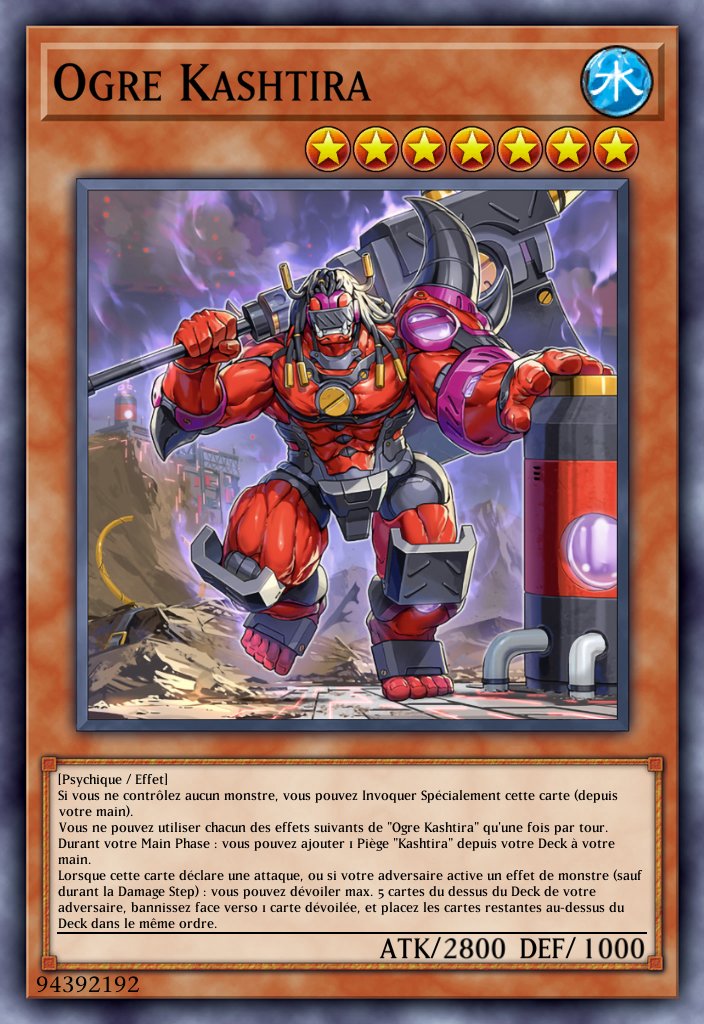 Ogre Kashtira
水
[Psychique / Effet]
Si vous ne contrôlez aucun monstre, vous pouvez Invoquer Spécialement cette carte (depuis
votre main).
Vous ne pouvez utiliser chacun des effets suivants de "Ogre Kashtira" qu'une fois par tour.
Durant votre Main Phase : vous pouvez ajouter 1 Piège "Kashtira" depuis votre Deck à votre
main.
Lorsque cette carte déclare une attaque, ou si votre adversaire active un effet de monstre (sauf
durant la Damage Step) : vous pouvez dévoiler max. 5 cartes du dessus du Deck de votre
adversaire, bannissez face verso 1 carte dévoilée, et placez les cartes restantes au-dessus du
Deck dans le même ordre.
ATK/2800 DEF/ 1000
94392192